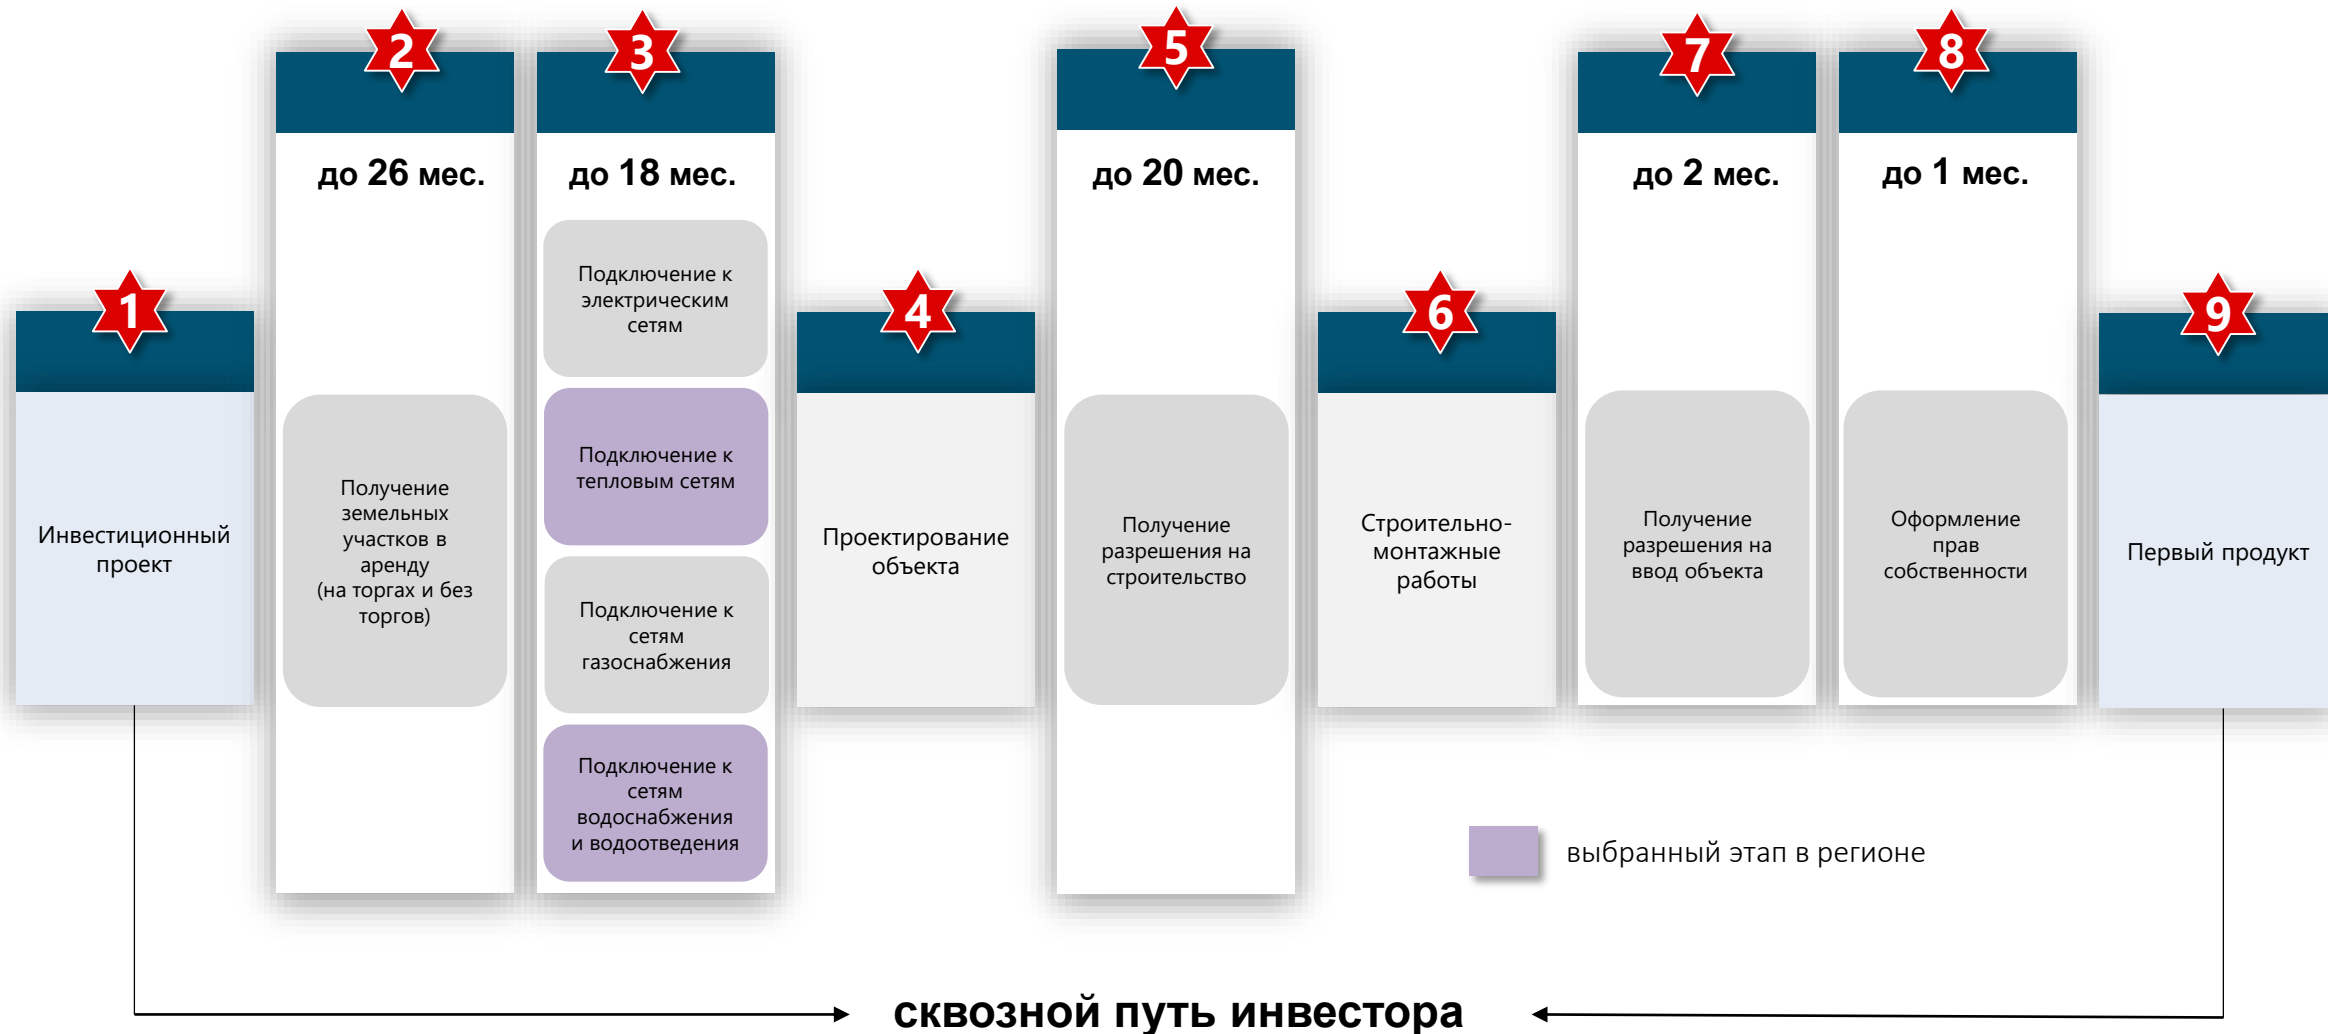 1
Инвестиционный
проект
2
до 26 мес.
Получение
земельных
участков в
аренду
(на торгах и без
торгов)
3
до 18 мес.
Подключение к
электрическим
сетям
Подключение к
тепловым сетям
Подключение к
сетям
газоснабжения
Подключение к
сетям
водоснабжения
и водоотведения
4
Проектирование
объекта
5
до 20 мес.
Получение
разрешения на
строительство
6
Строительно-
монтажные
работы
7
до 2 мес.
Получение
разрешения на
ввод объекта
8
до 1 мес.
Оформление
прав
собственности
9
Первый продукт
выбранный этап в регионе
сквозной путь инвестора